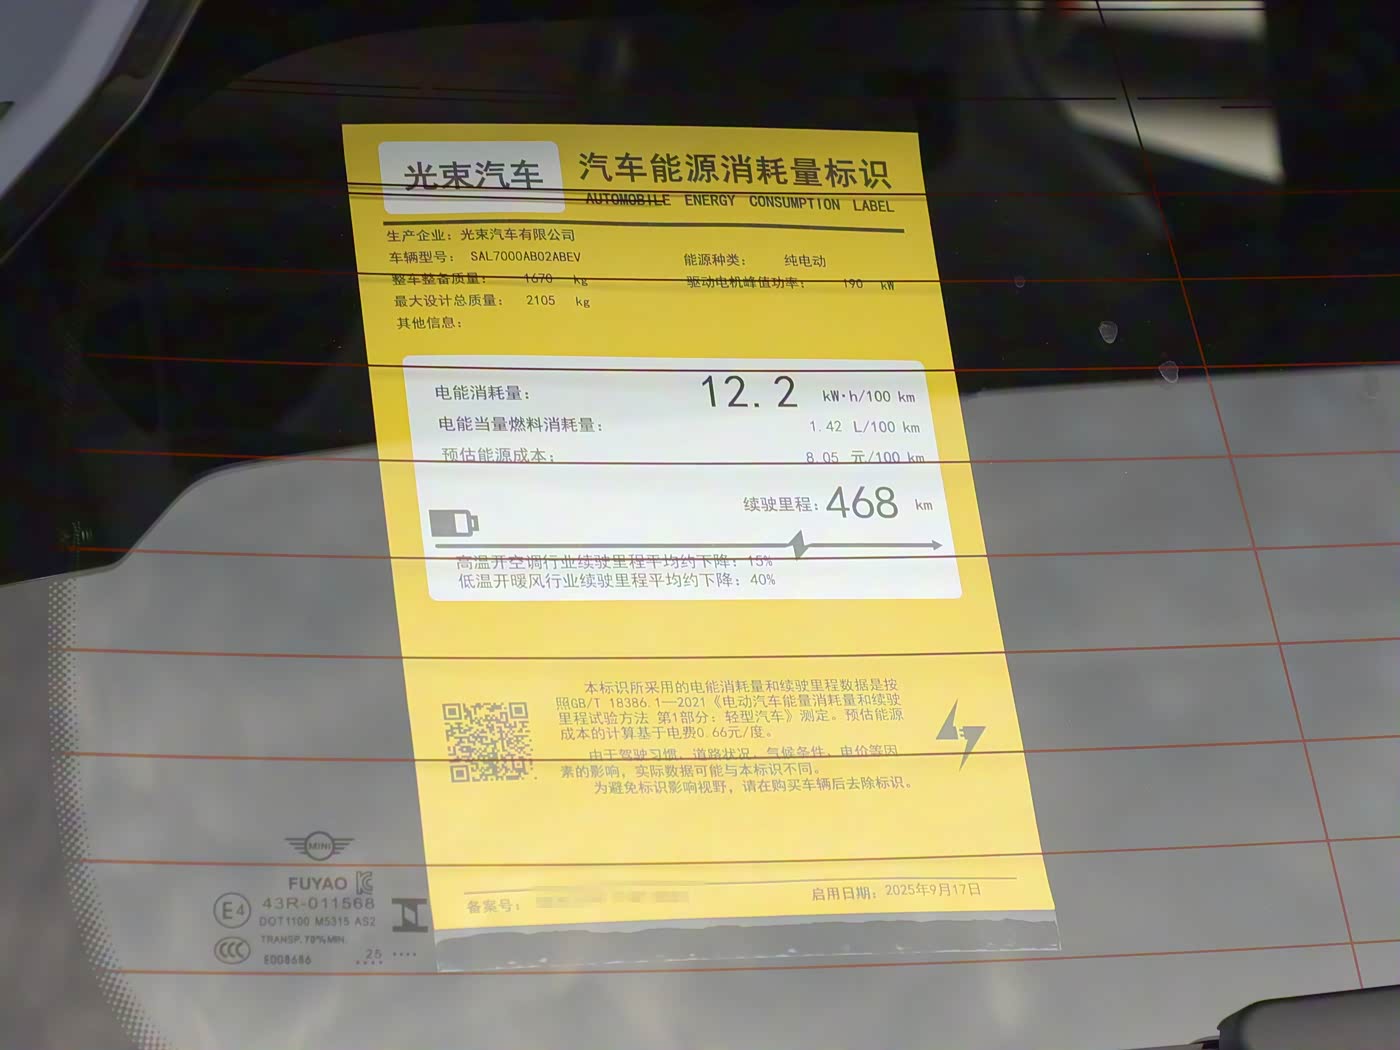 光束汽车
汽车能源消耗量标识
AUTOMOBILE ENERGY CONSUMPTION LABEL
生产企业：光束汽车有限公司
车辆型号： SAL7000AB02ABEV
能源种类： 纯电动
整车整备质量： 1670 kg
驱动电机峰值功率： 190 kW
最大设计总质量： 2105 kg
其他信息：
电能消耗量： 12.2 kW·h/100 km
电能当量燃料消耗量： 1.42 L/100 km
预估能源成本： 8.05 元/100 km
续驶里程：468 km
高温开空调行业续驶里程平均约下降：15%
低温开暖风行业续驶里程平均约下降：40%
本标识所采用的电能消耗量和续驶里程数据是按
照GB/T 18386.1—2021《电动汽车能量消耗量和续驶
里程试验方法 第1部分：轻型汽车》测定。预估能源
成本的计算基于电费0.66元/度。
由于驾驶习惯、道路状况、气候条件、电价等因
素的影响，实际数据可能与本标识不同。
为避免标识影响视野，请在购买车辆后去除标识。
备案号：
启用日期：2025年9月17日
MINI
FUYAO
E4
43R-011568
DOT1100 M5315 AS2
TRANSP.70%MIN.
CCC
E008686
..25.. ....